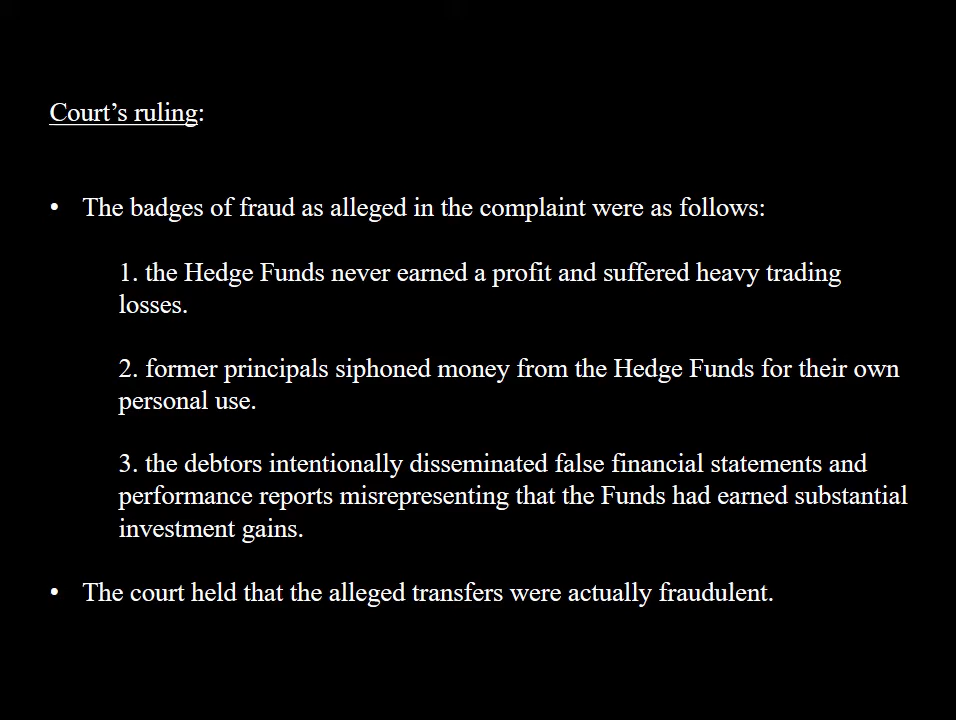 Court’s ruling:
• The badges of fraud as alleged in the complaint were as follows:
1. the Hedge Funds never earned a profit and suffered heavy trading
losses.
2. former principals siphoned money from the Hedge Funds for their own
personal use.
3. the debtors intentionally disseminated false financial statements and
performance reports misrepresenting that the Funds had earned substantial
investment gains.
• The court held that the alleged transfers were actually fraudulent.